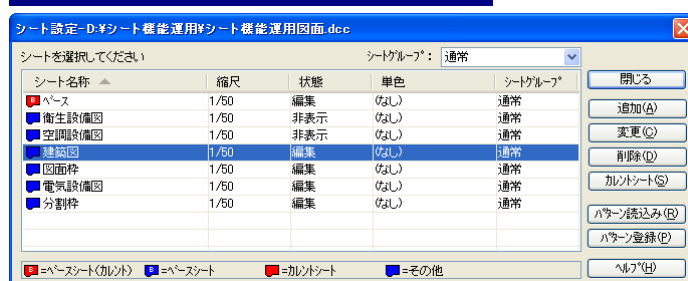 シート設定-D:¥シート機能運用¥シート機能運用図面.dcc
シートを選択してください シートグループ: 通常
シート名称 縮尺 状態 単色 シートグループ 閉じる
B ベース 1/50 編集 (なし) 通常 追加(A)
衛生設備図 1/50 非表示 (なし) 通常
空調設備図 1/50 非表示 (なし) 通常 変更(C)
建築図 1/50 編集 (なし) 通常 削除(D)
図面枠 1/50 編集 (なし) 通常
電気設備図 1/50 編集 (なし) 通常 カレントシート(S)
分割枠 1/50 編集 (なし) 通常
パターン読込み(R)
パターン登録(P)
B =ベースシート(カレント) B =ベースシート =カレントシート =その他 ヘルプ(H)